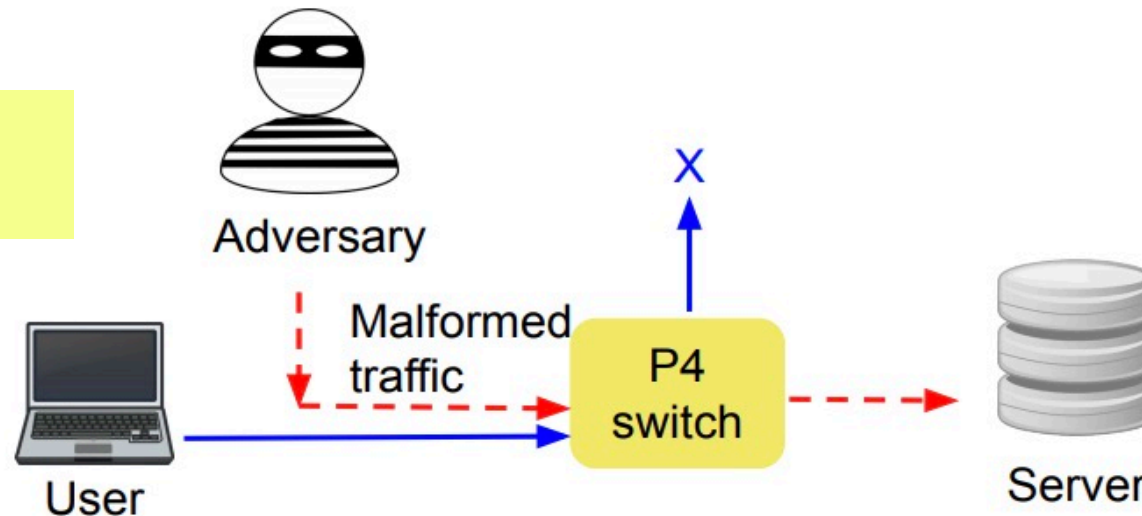 Adversary
X
Malformed
traffic
P4
switch
User
Server